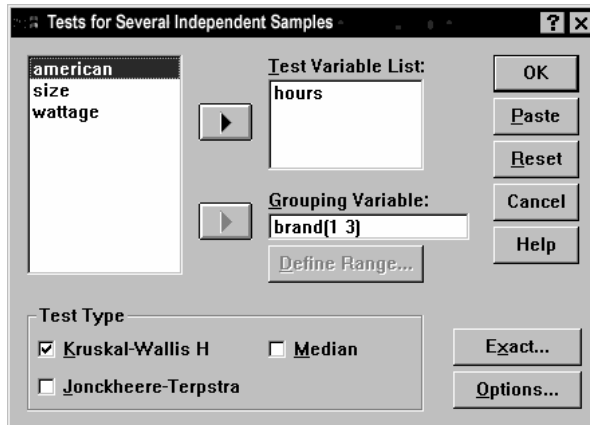 Tests for Several Independent Samples
american
size
wattage
Test Variable List:
hours
Grouping Variable:
brand(1 3)
Define Range...
OK
Paste
Reset
Cancel
Help
Test Type
Kruskal-Wallis H
Median
Jonckheere-Terpstra
Exact...
Options...